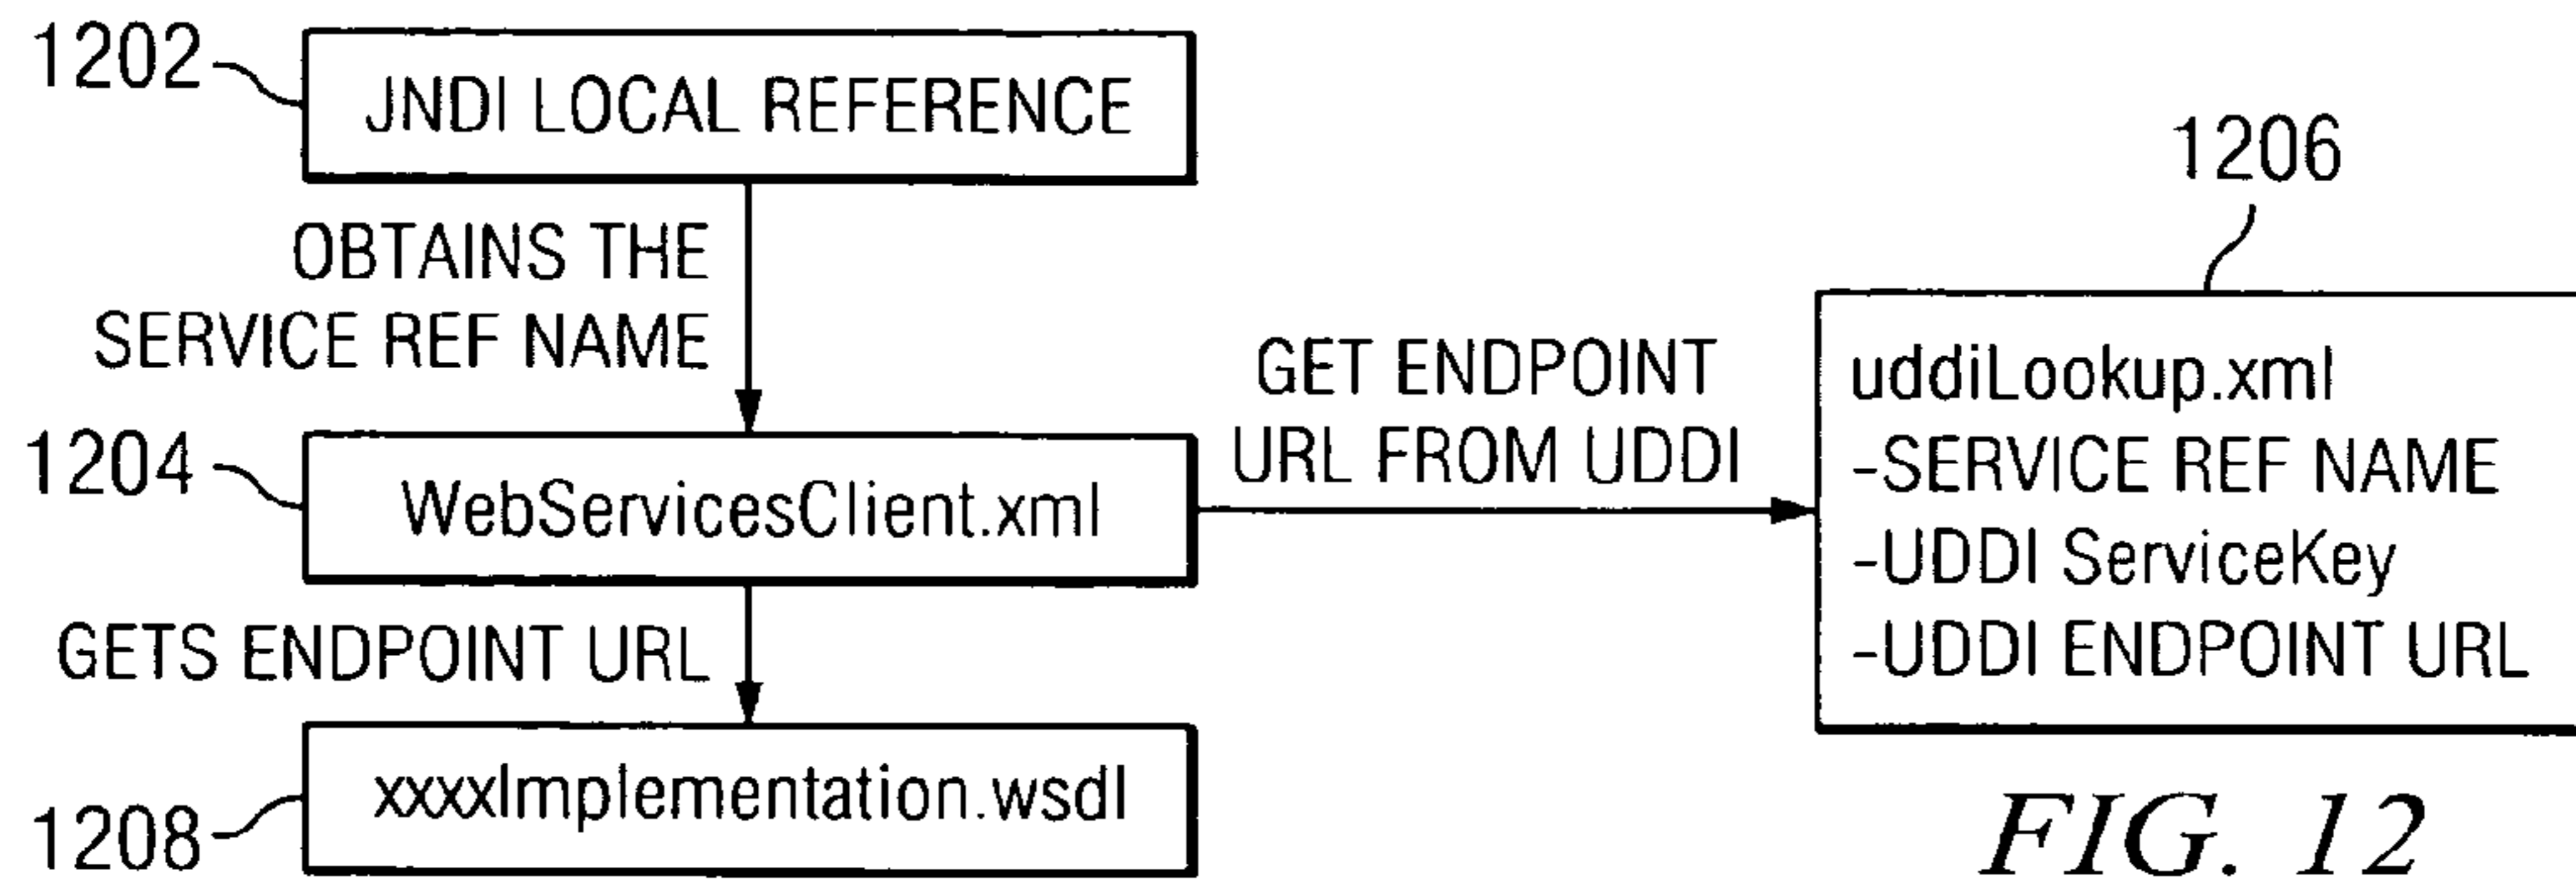 1202
JNDI LOCAL REFERENCE
OBTAINS THE
SERVICE REF NAME
1204
WebServicesClient.xml
GETS ENDPOINT URL
1208
xxxxImplementation.wsdl
GET ENDPOINT
URL FROM UDDI
1206
uddiLookup.xml
-SERVICE REF NAME
-UDDI ServiceKey
-UDDI ENDPOINT URL
FIG. 12